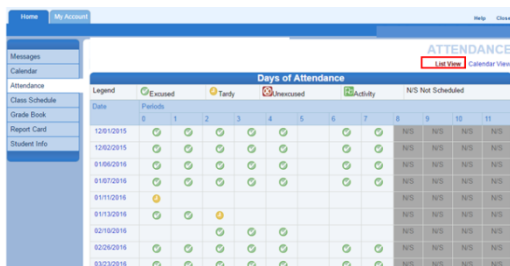 Home My Account
Help Close
ATTENDANCE
List View Calendar View
Messages
Calendar
Attendance
Class Schedule
Grade Book
Report Card
Student Info
Days of Attendance
Legend Excused Tardy Unexcused Activity N/S Not Scheduled
Date Periods
0 1 2 3 4 5 6 7 8 9 10 11
12/01/2015 N/S N/S N/S N/S
12/02/2015 N/S N/S N/S N/S
01/06/2016 N/S N/S N/S N/S
01/07/2016 N/S N/S N/S N/S
01/11/2016 N/S N/S N/S N/S
01/13/2016 N/S N/S N/S N/S
02/10/2016 N/S N/S N/S N/S
02/26/2016 N/S N/S N/S N/S
03/23/2016 N/S N/S N/S N/S